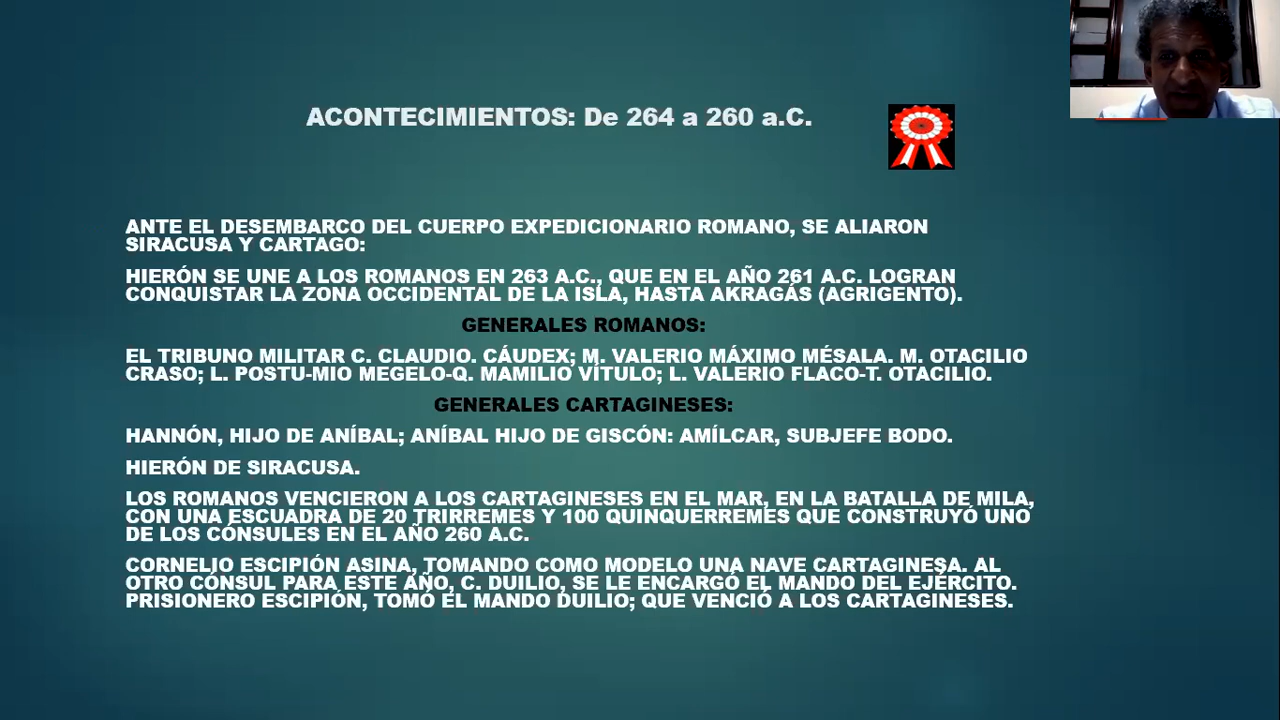 ACONTECIMIENTOS: De 264 a 260 a.C.
ANTE EL DESEMBARCO DEL CUERPO EXPEDICIONARIO ROMANO, SE ALIARON
SIRACUSA Y CARTAGO:
HIERÓN SE UNE A LOS ROMANOS EN 263 A.C., QUE EN EL AÑO 261 A.C. LOGRAN
CONQUISTAR LA ZONA OCCIDENTAL DE LA ISLA, HASTA AKRAGÁS (AGRIGENTO).
GENERALES ROMANOS:
EL TRIBUNO MILITAR C. CLAUDIO. CÁUDEX; M. VALERIO MÁXIMO MÉSALA. M. OTACILIO
CRASO; L. POSTU-MIO MEGELO-Q. MAMILIO VÍTULO; L. VALERIO FLACO-T. OTACILIO.
GENERALES CARTAGINESES:
HANNÓN, HIJO DE ANÍBAL; ANÍBAL HIJO DE GISCÓN: AMÍLCAR, SUBJEFE BODO.
HIERÓN DE SIRACUSA.
LOS ROMANOS VENCIERON A LOS CARTAGINESES EN EL MAR, EN LA BATALLA DE MILA,
CON UNA ESCUADRA DE 20 TRIRREMES Y 100 QUINQUERREMES QUE CONSTRUYÓ UNO
DE LOS CÓNSULES EN EL AÑO 260 A.C.
CORNELIO ESCIPIÓN ASINA, TOMANDO COMO MODELO UNA NAVE CARTAGINESA. AL
OTRO CÓNSUL PARA ESTE AÑO, C. DUILIO, SE LE ENCARGÓ EL MANDO DEL EJÉRCITO.
PRISIONERO ESCIPIÓN, TOMÓ EL MANDO DUILIO; QUE VENCIÓ A LOS CARTAGINESES.